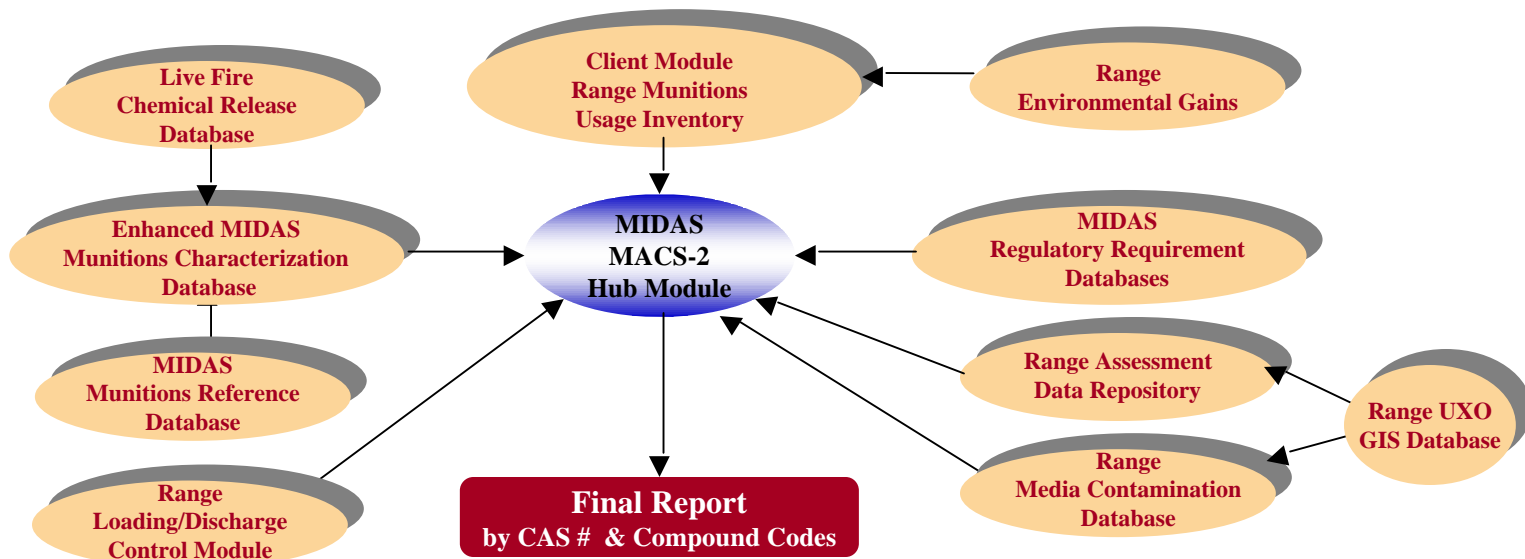 Live Fire
Chemical Release
Database
Client Module
Range Munitions
Usage Inventory
Range
Environmental Gains
Enhanced MIDAS
Munitions Characterization
Database
MIDAS
MACS-2
Hub Module
MIDAS
Regulatory Requirement
Databases
MIDAS
Munitions Reference
Database
Range Assessment
Data Repository
Range UXO
GIS Database
Range
Loading/Discharge
Control Module
Final Report
by CAS # & Compound Codes
Range
Media Contamination
Database